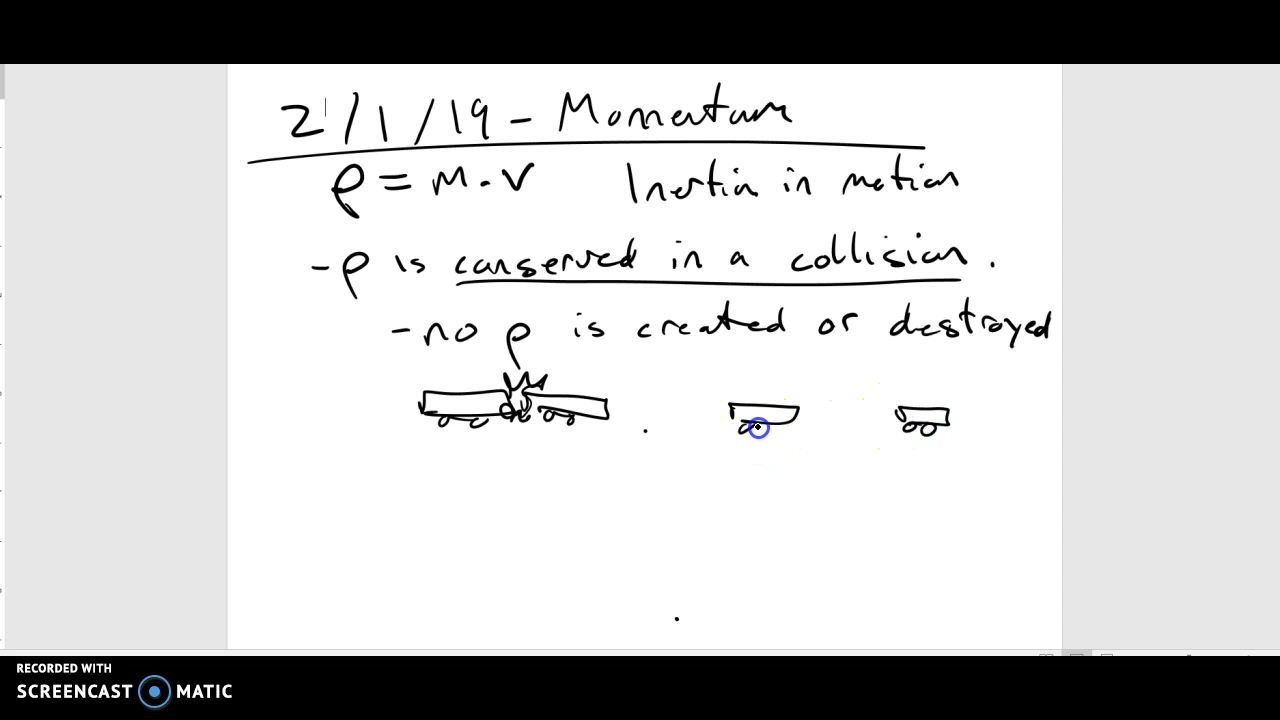 2/1/19 - Momentum
ρ = m · v Inertia in motion
- ρ is conserved in a collision.
- no ρ is created or destroyed
RECORDED WITH
SCREENCAST MATIC